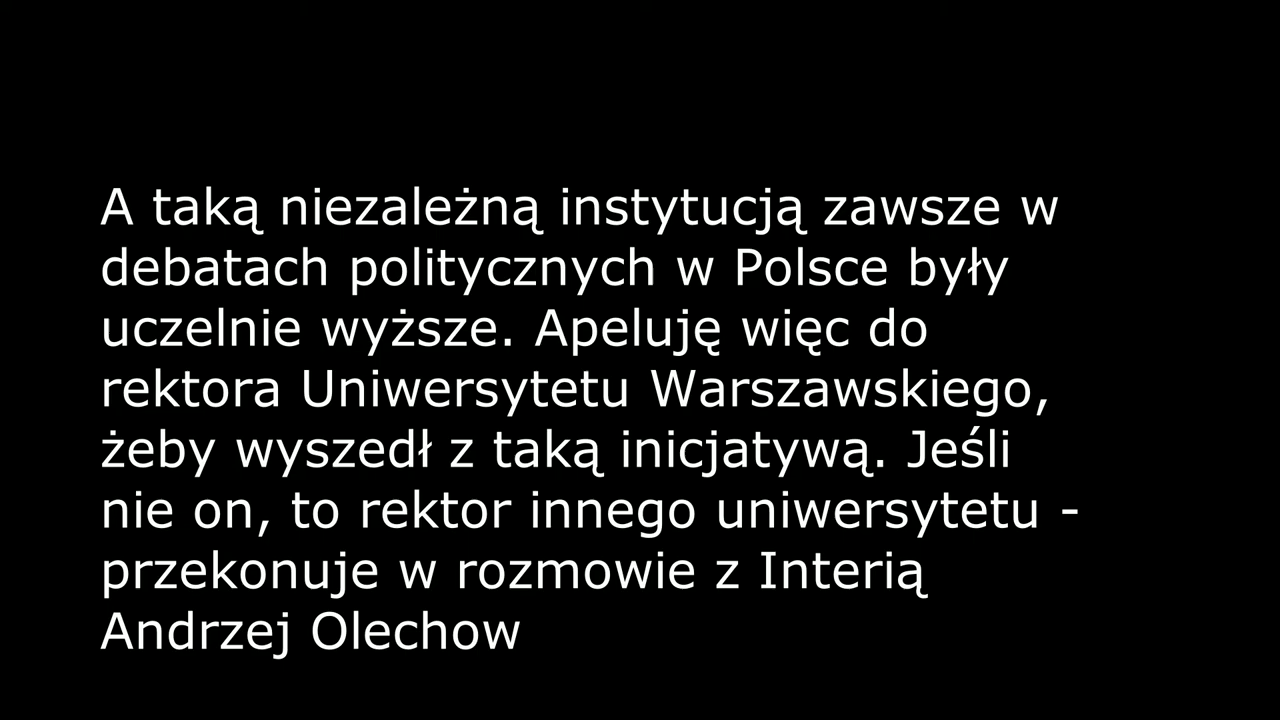 A taką niezależną instytucją zawsze w
debatach politycznych w Polsce były
uczelnie wyższe. Apeluję więc do
rektora Uniwersytetu Warszawskiego,
żeby wyszedł z taką inicjatywą. Jeśli
nie on, to rektor innego uniwersytetu -
przekonuje w rozmowie z Interią
Andrzej Olechow